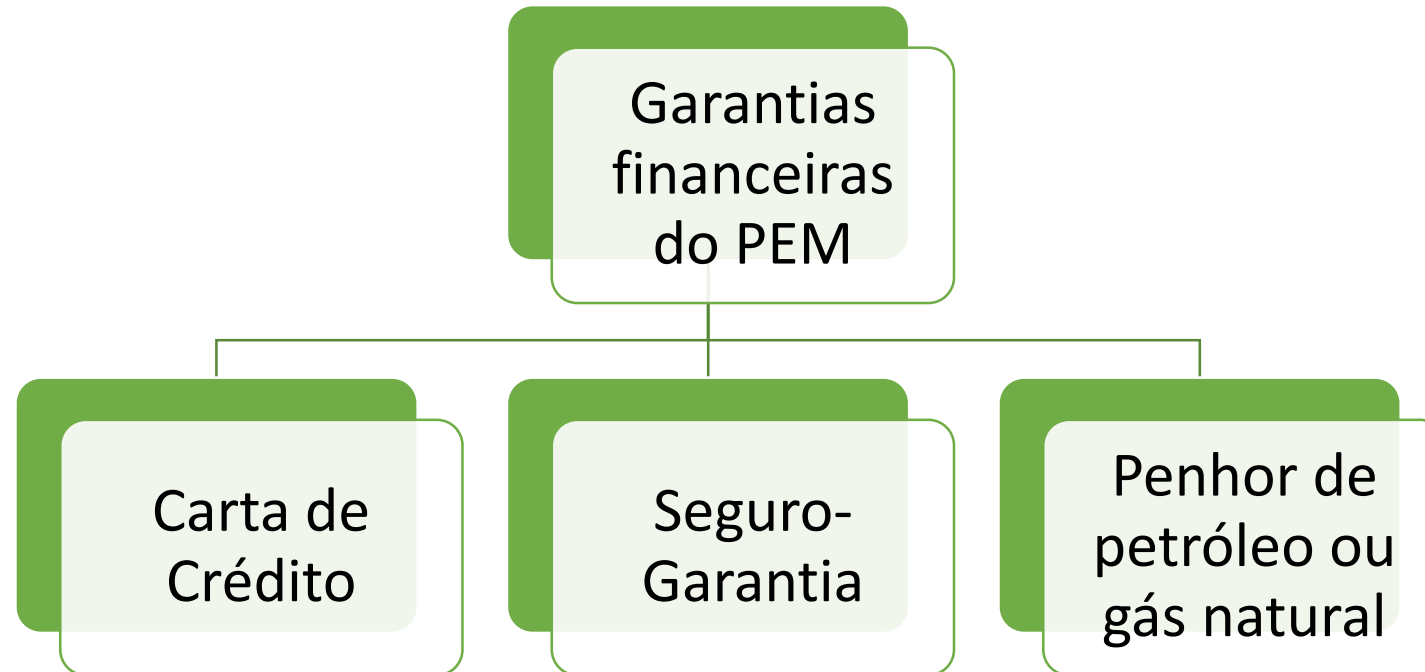 Garantias
financeiras
do PEM
Carta de
Crédito
Seguro-
Garantia
Penhor de
petróleo ou
gás natural